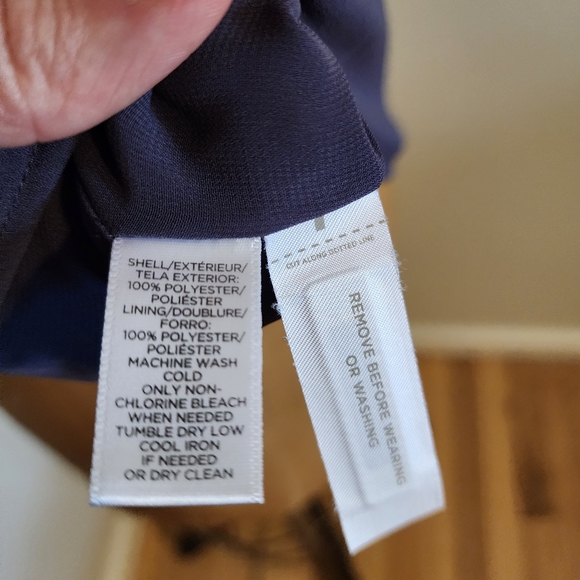 SHELL/EXTÉRIEUR/
TELA EXTERIOR:
100% POLYESTER/
POLIÉSTER
LINING/DOUBLURE/
FORRO:
100% POLYESTER/
POLIÉSTER
MACHINE WASH
COLD
ONLY NON-
CHLORINE BLEACH
WHEN NEEDED
TUMBLE DRY LOW
COOL IRON
IF NEEDED
OR DRY CLEAN
CUT ALONG DOTTED LINE
REMOVE BEFORE WEARING
OR WASHING